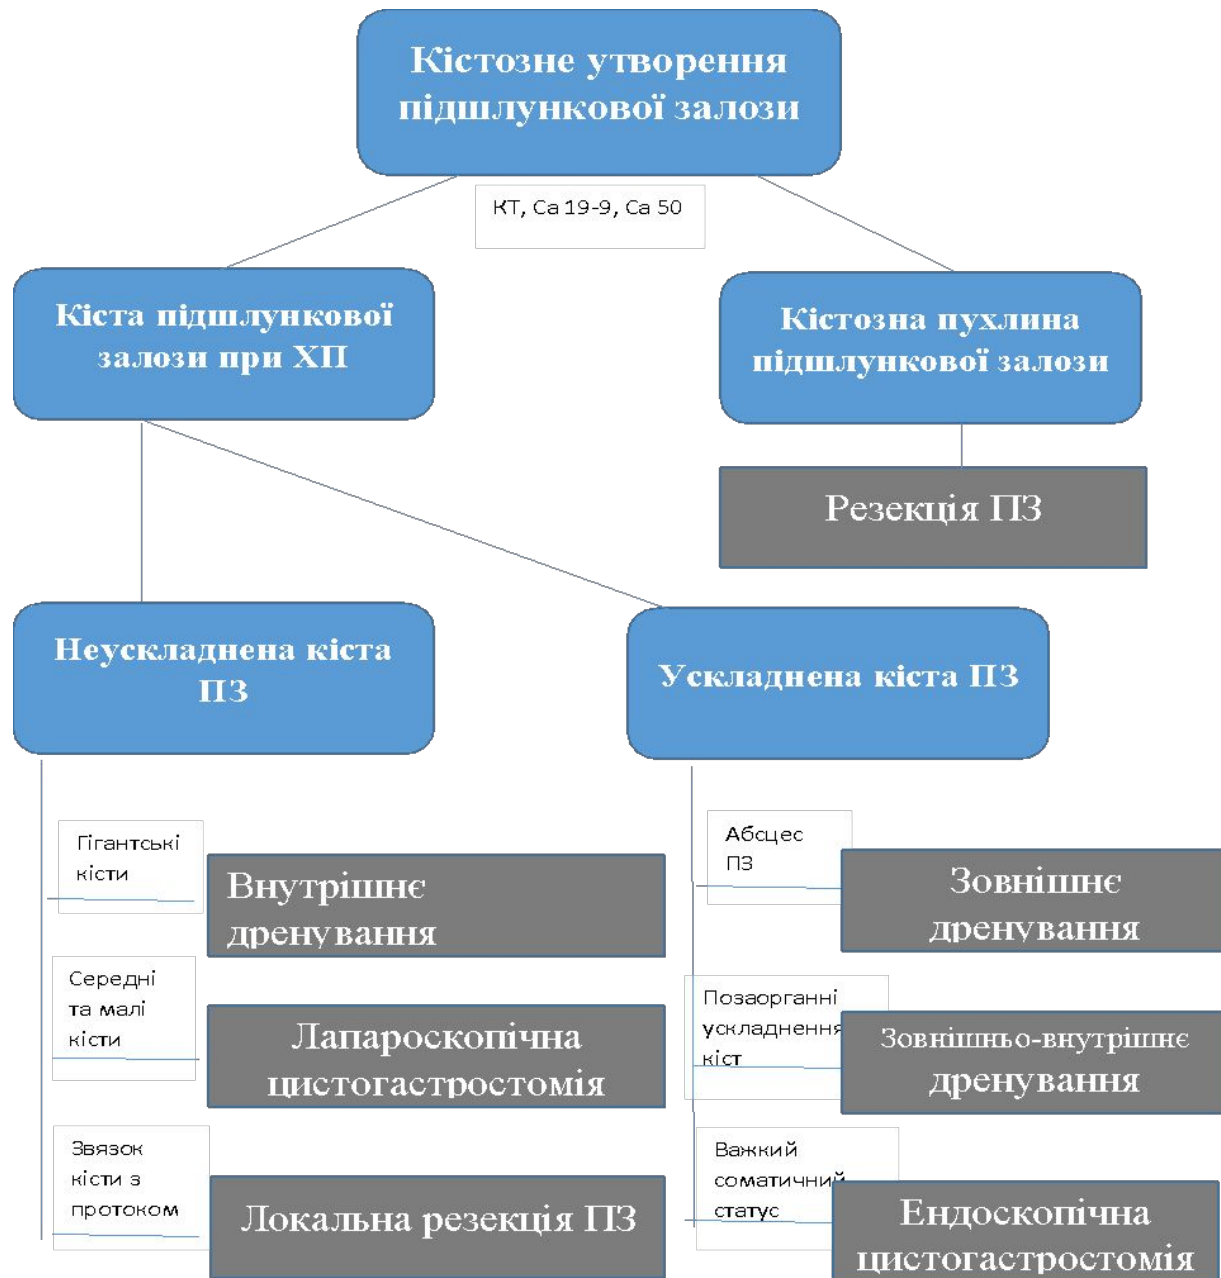 Кістозне утворення
підшлункової залози
КТ, Са 19-9, Са 50
Кіста підшлункової
залози при ХП
Кістозна пухлина
підшлункової залози
Резекція ПЗ
Неускладнена кіста
ПЗ
Ускладнена кіста ПЗ
Гігантські
кісти
Внутрішнє
дренування
Середні
та малі
кісти
Лапароскопічна
цистогастростомія
Звязок
кісти з
протоком
Локальна резекція ПЗ
Абсцес
ПЗ
Зовнішнє
дренування
Позаорганні
ускладнення
кіст
Зовнішньо-внутрішнє
дренування
Важкий
соматичний
статус
Ендоскопічна
цистогастростомія